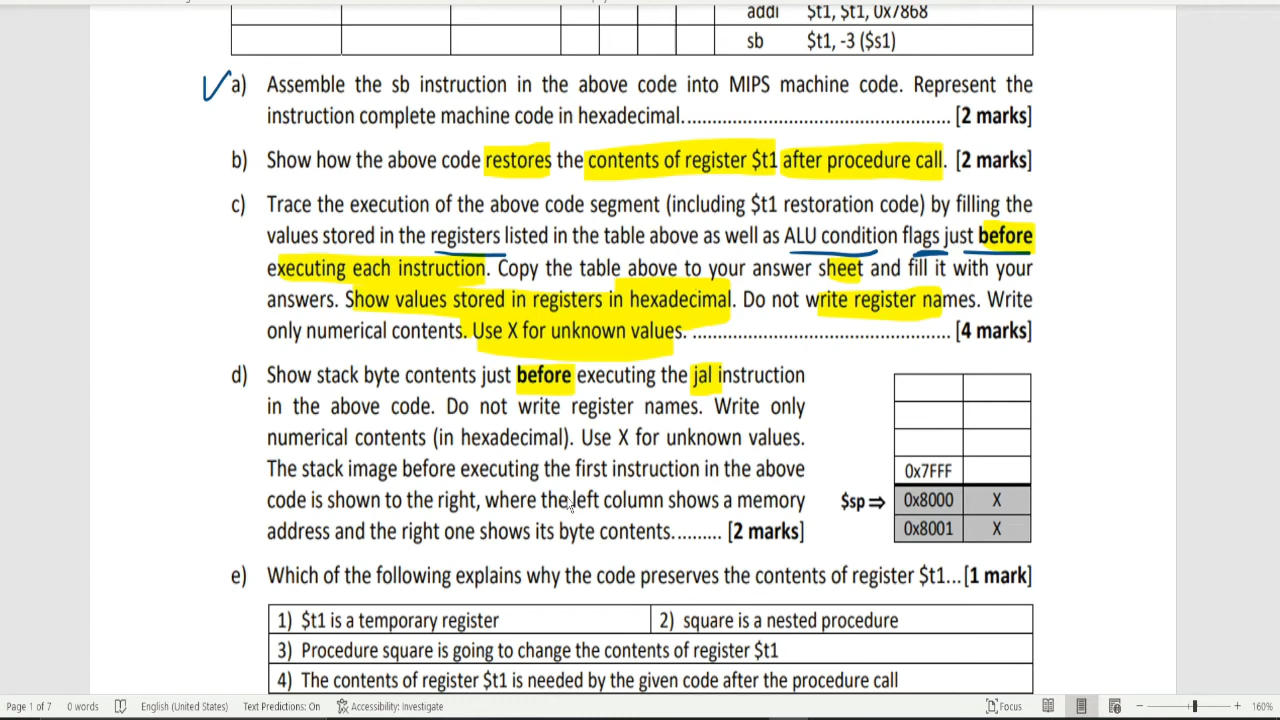 addi $t1, $t1, 0x7868
sb $t1, -3 ($s1)
a) Assemble the sb instruction in the above code into MIPS machine code. Represent the
instruction complete machine code in hexadecimal.................................................... [2 marks]
b) Show how the above code restores the contents of register $t1 after procedure call. [2 marks]
c) Trace the execution of the above code segment (including $t1 restoration code) by filling the
values stored in the registers listed in the table above as well as ALU condition flags just before
executing each instruction. Copy the table above to your answer sheet and fill it with your
answers. Show values stored in registers in hexadecimal. Do not write register names. Write
only numerical contents. Use X for unknown values. .................................................. [4 marks]
d) Show stack byte contents just before executing the jal instruction
in the above code. Do not write register names. Write only
numerical contents (in hexadecimal). Use X for unknown values.
The stack image before executing the first instruction in the above
code is shown to the right, where the left column shows a memory
address and the right one shows its byte contents......... [2 marks]
0x7FFF
$sp ⇒ 0x8000 X
0x8001 X
e) Which of the following explains why the code preserves the contents of register $t1...[1 mark]
1) $t1 is a temporary register 2) square is a nested procedure
3) Procedure square is going to change the contents of register $t1
4) The contents of register $t1 is needed by the given code after the procedure call
Page 1 of 7 0 words English (United States) Text Predictions: On Accessibility: Investigate Focus 160%